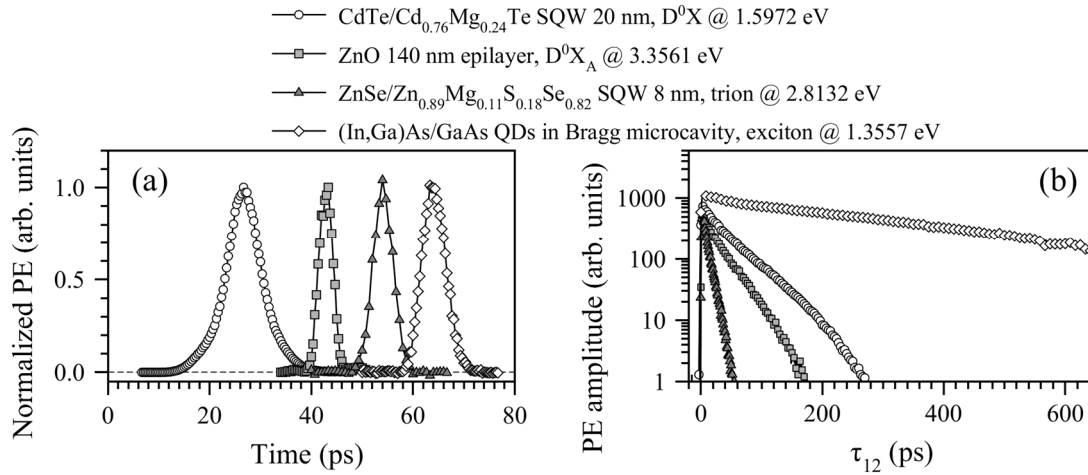 CdTe/Cd0.76Mg0.24Te SQW 20 nm, D⁰X @ 1.5972 eV
ZnO 140 nm epilayer, D⁰XA @ 3.3561 eV
ZnSe/Zn0.89Mg0.11S0.18Se0.82 SQW 8 nm, trion @ 2.8132 eV
(In,Ga)As/GaAs QDs in Bragg microcavity, exciton @ 1.3557 eV
(a)
Normalized PE (arb. units)
1.0
0.5
0.0
0 20 40 60 80
Time (ps)
(b)
PE amplitude (arb. units)
1000
100
10
1
0 200 400 600
τ12 (ps)